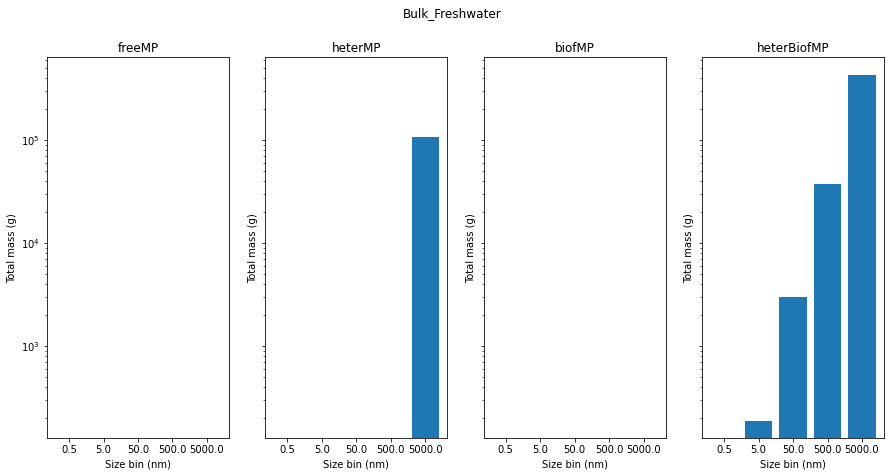 Bulk_Freshwater
freeMP
heterMP
biofMP
heterBiofMP
10^5
10^4
10^3
Total mass (g)
Total mass (g)
Total mass (g)
Total mass (g)
0.5 5.0 50.0 500.0 5000.0
0.5 5.0 50.0 500.0 5000.0
0.5 5.0 50.0 500.0 5000.0
0.5 5.0 50.0 500.0 5000.0
Size bin (nm)
Size bin (nm)
Size bin (nm)
Size bin (nm)